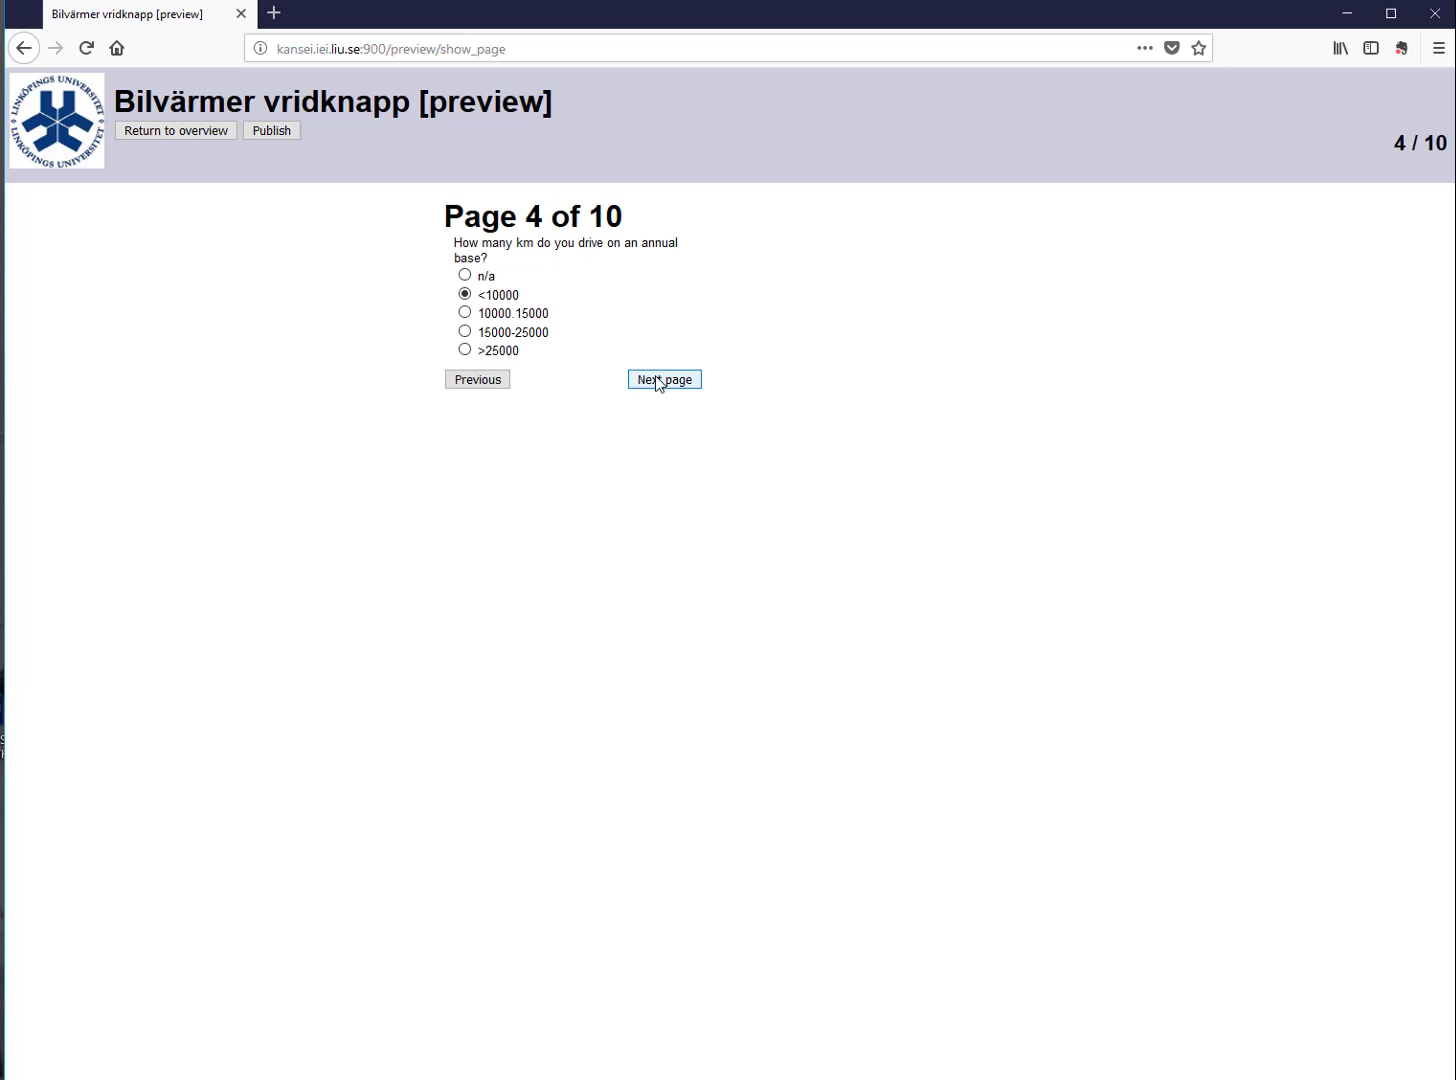 Bilvärmer vridknapp [preview]
kansei.iei.liu.se:900/preview/show_page
LINKÖPINGS UNIVERSITET
LINKÖPINGS UNIVERSITET
Bilvärmer vridknapp [preview]
Return to overview
Publish
4 / 10
Page 4 of 10
How many km do you drive on an annual
base?
n/a
<10000
10000.15000
15000-25000
>25000
Previous
Next page